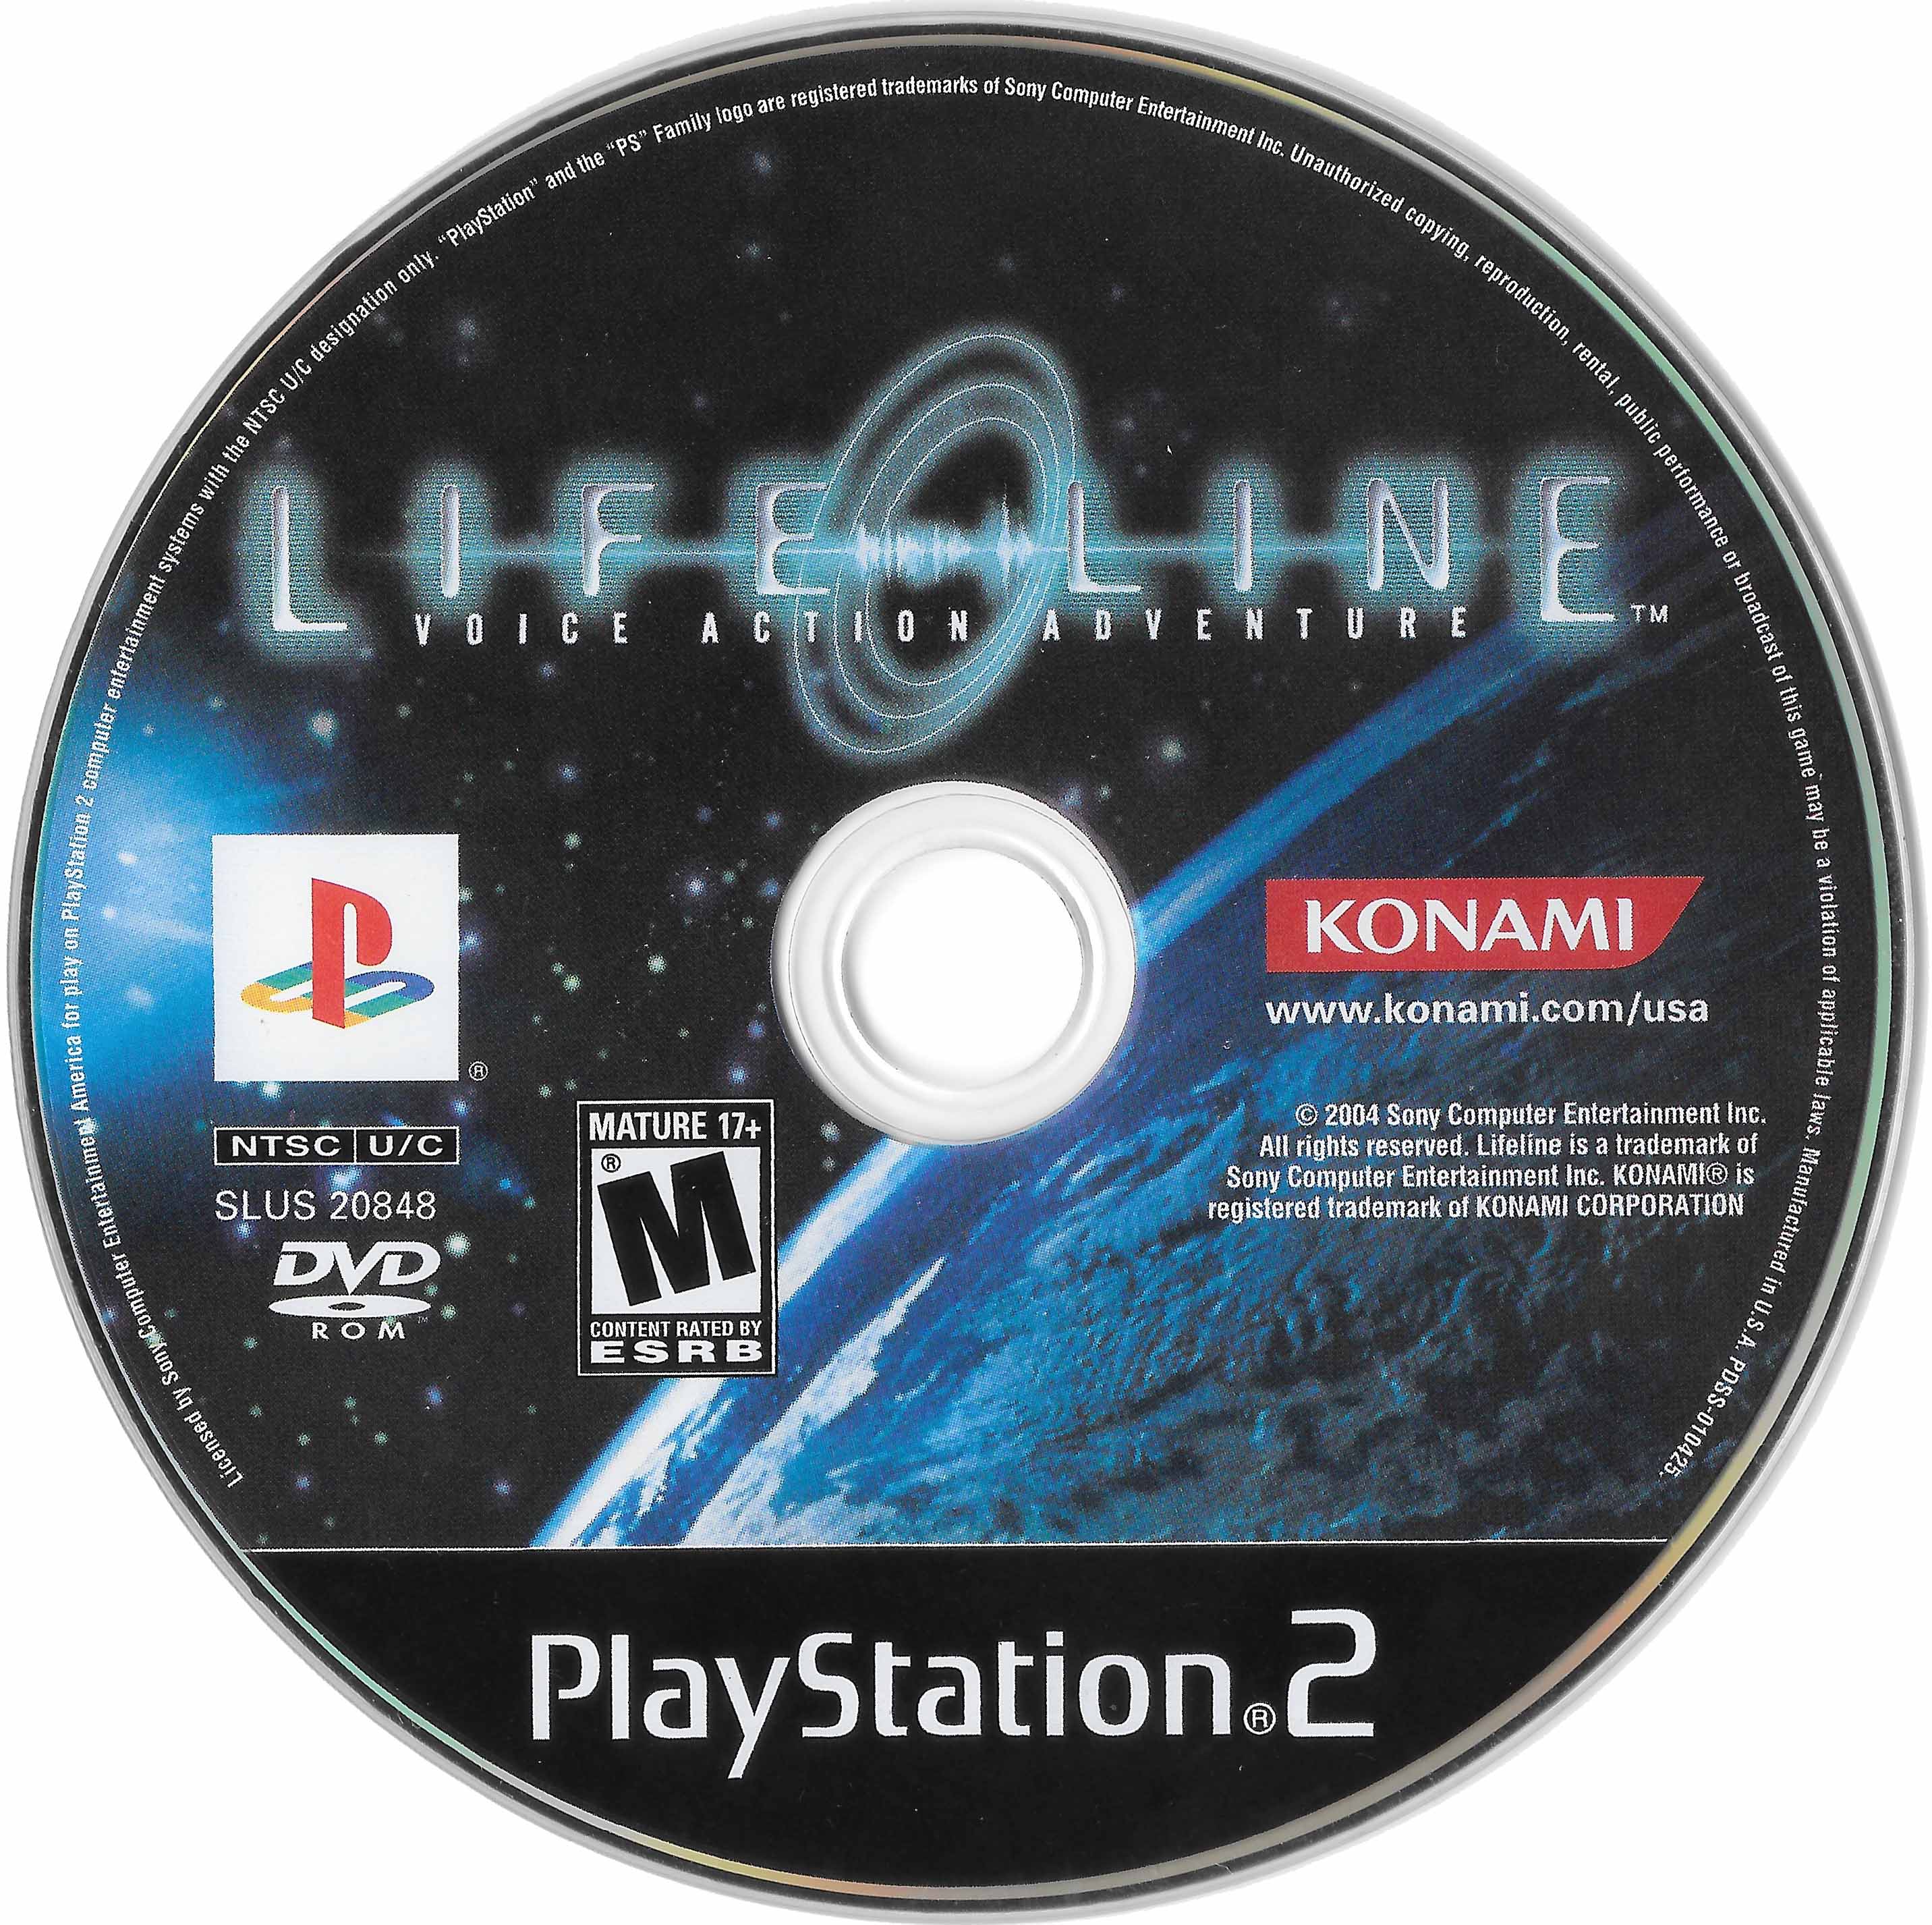 Licensed by Sony Computer Entertainment America for play on PlayStation 2 computer entertainment systems with the NTSC U/C designation only. “PlayStation” and the “PS” Family logo are registered trademarks of Sony Computer Entertainment Inc. Unauthorized copying, reproduction, rental, public performance or broadcast of this game may be a violation of applicable laws. Manufactured in U.S.A. PDSS-010425.
LIFELINE™
VOICE ACTION ADVENTURE
KONAMI
www.konami.com/usa
®
NTSC U/C
SLUS 20848
DVD
ROM™
MATURE 17+
®
M
CONTENT RATED BY
ESRB
© 2004 Sony Computer Entertainment Inc.
All rights reserved. Lifeline is a trademark of
Sony Computer Entertainment Inc. KONAMI® is
registered trademark of KONAMI CORPORATION
PlayStation®2